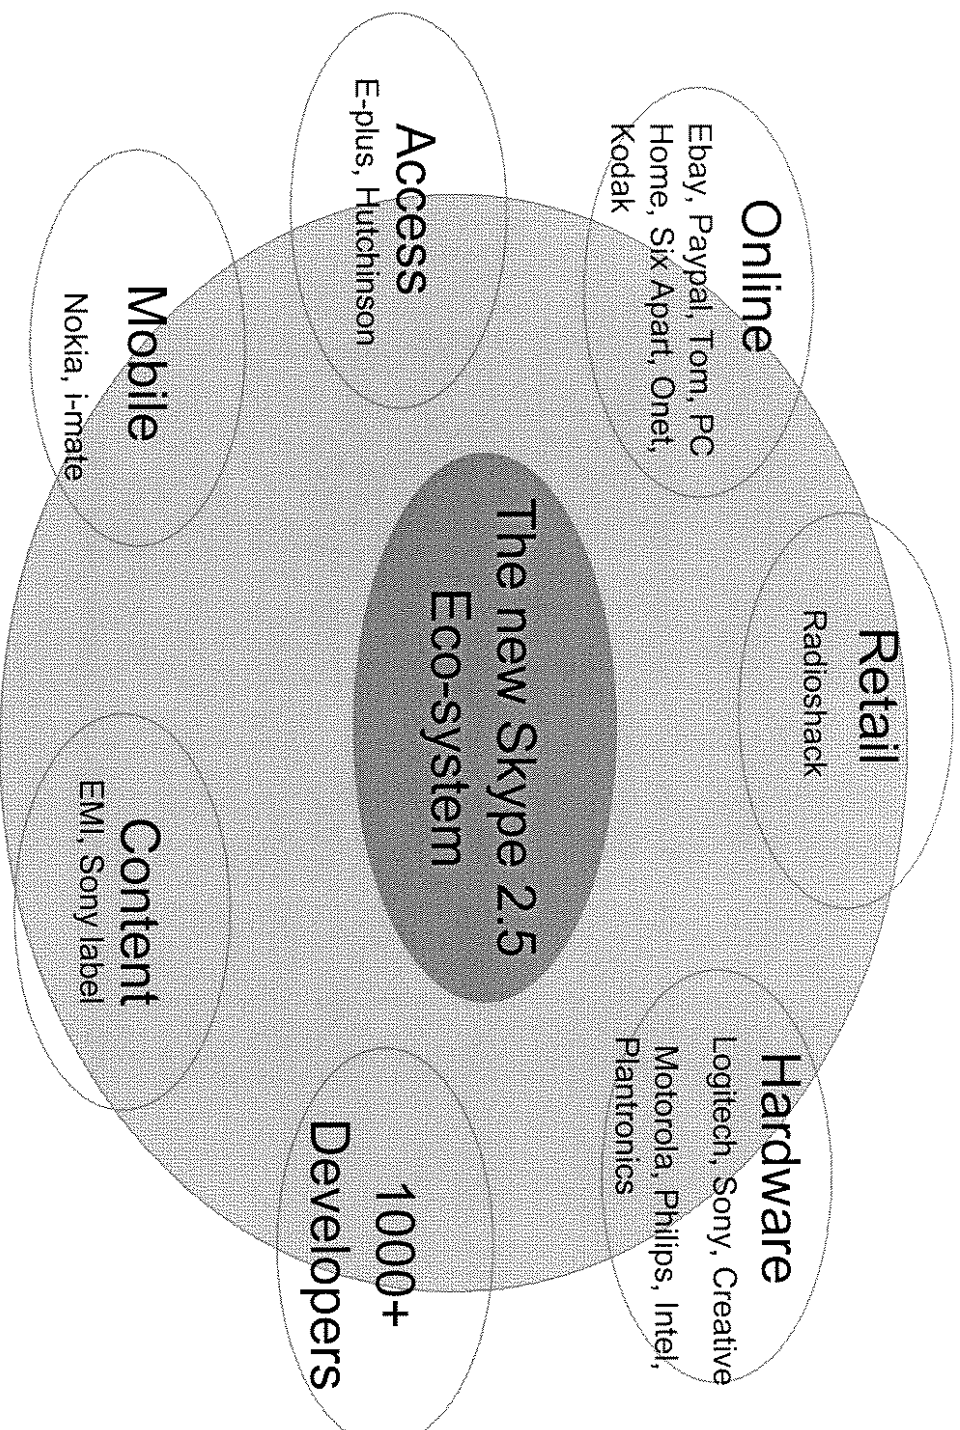 Retail
Radioshack
Online
Ebay, Paypal, Tom, PC
Home, Six Apart, Onet,
Kodak
Hardware
Logitech, Sony, Creative
Motorola, Philips, Intel,
Plantronics
The new Skype 2.5
Eco-system
Access
E-plus, Hutchinson
1000+
Developers
Mobile
Nokia, i-mate
Content
EMI, Sony label